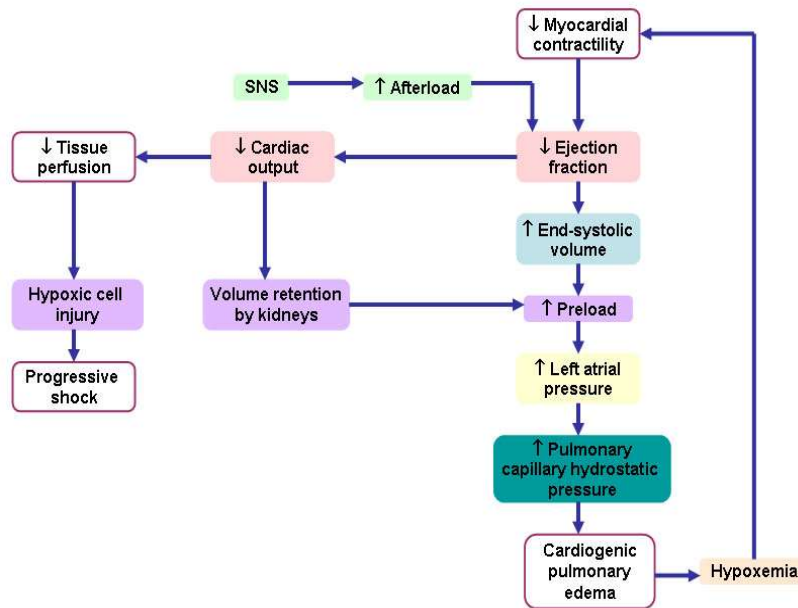 ↓ Myocardial
contractility
SNS
↑ Afterload
↓ Tissue
perfusion
↓ Cardiac
output
↓ Ejection
fraction
↑ End-systolic
volume
Hypoxic cell
injury
Volume retention
by kidneys
↑ Preload
Progressive
shock
↑ Left atrial
pressure
↑ Pulmonary
capillary hydrostatic
pressure
Cardiogenic
pulmonary
edema
Hypoxemia